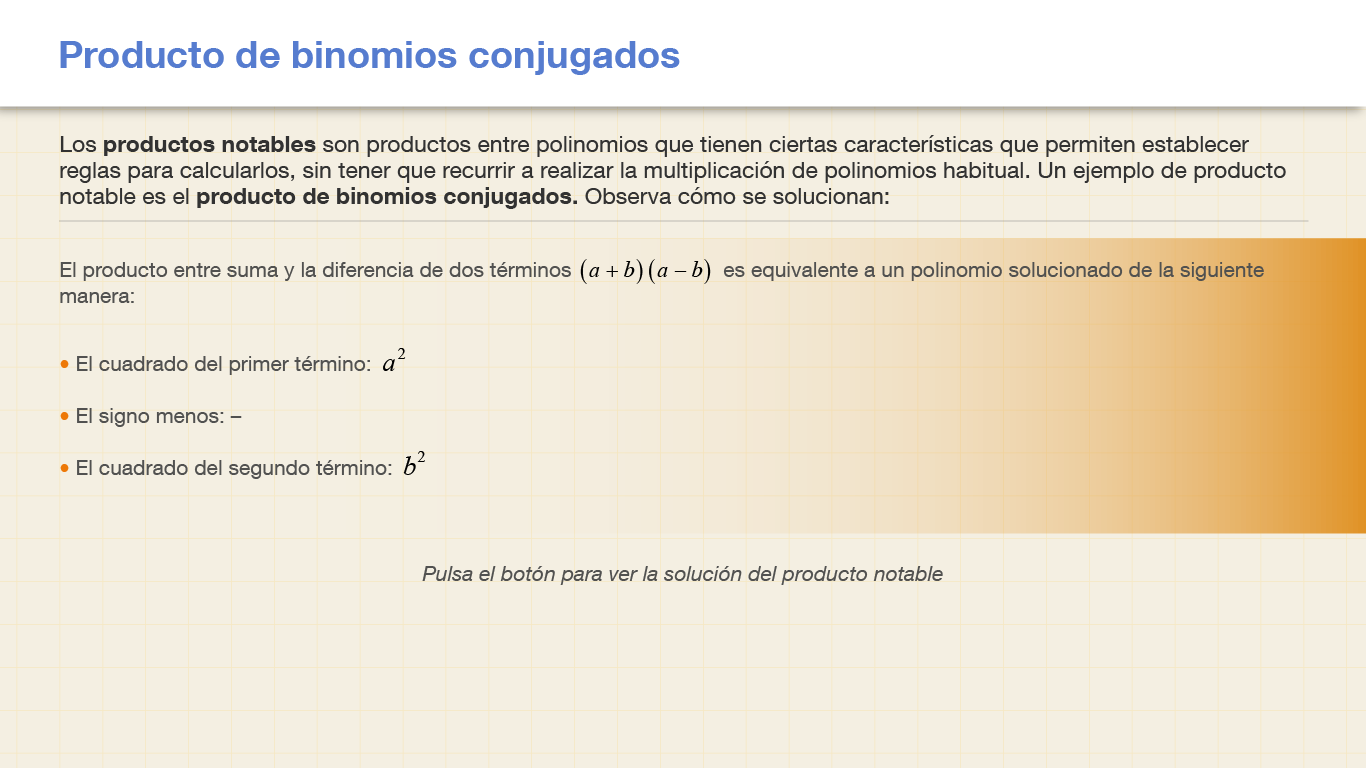 Producto de binomios conjugados
Los productos notables son productos entre polinomios que tienen ciertas características que permiten establecer
reglas para calcularlos, sin tener que recurrir a realizar la multiplicación de polinomios habitual. Un ejemplo de producto
notable es el producto de binomios conjugados. Observa cómo se solucionan:
El producto entre suma y la diferencia de dos términos (a + b)(a − b) es equivalente a un polinomio solucionado de la siguiente
manera:
• El cuadrado del primer término: a²
• El signo menos: –
• El cuadrado del segundo término: b²
Pulsa el botón para ver la solución del producto notable